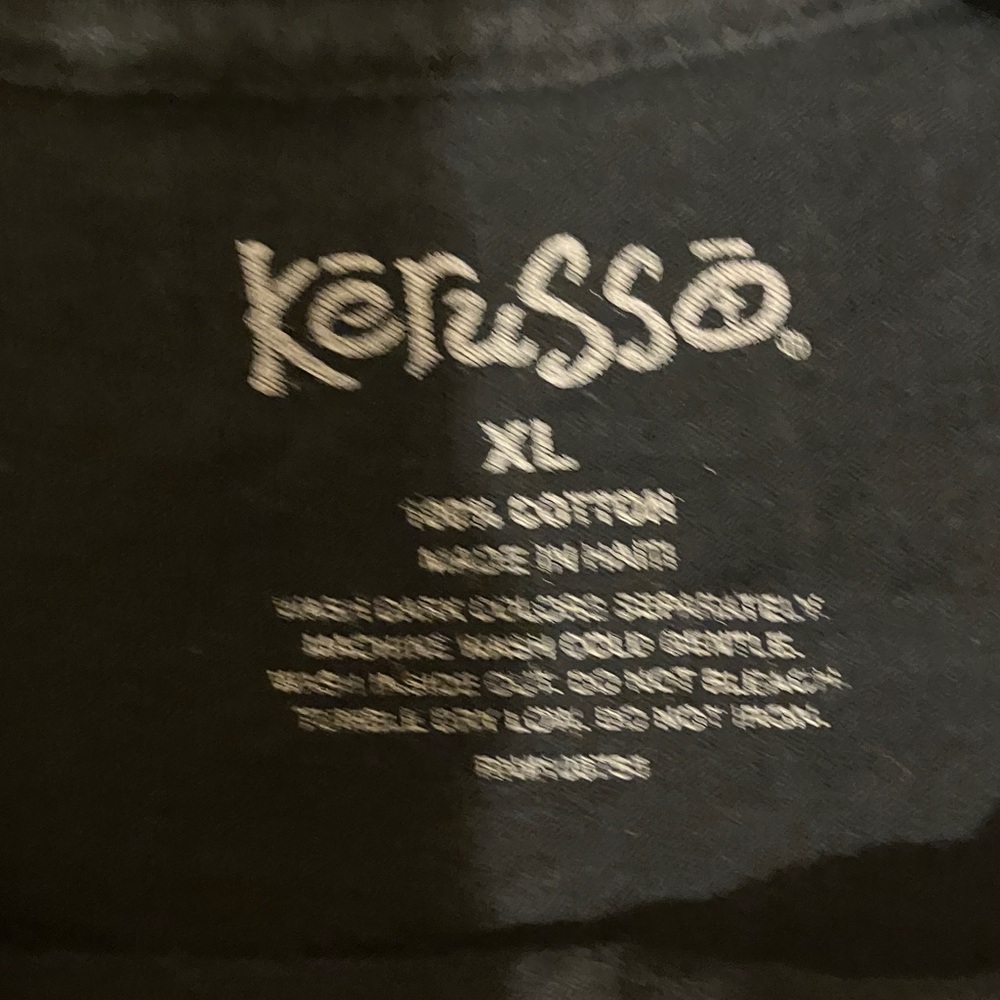 kērussō®
XL
100% COTTON
MADE IN HAITI
WASH DARK COLORS SEPARATELY.
MACHINE WASH COLD GENTLE.
WASH INSIDE OUT. DO NOT BLEACH.
TUMBLE DRY LOW. DO NOT IRON.